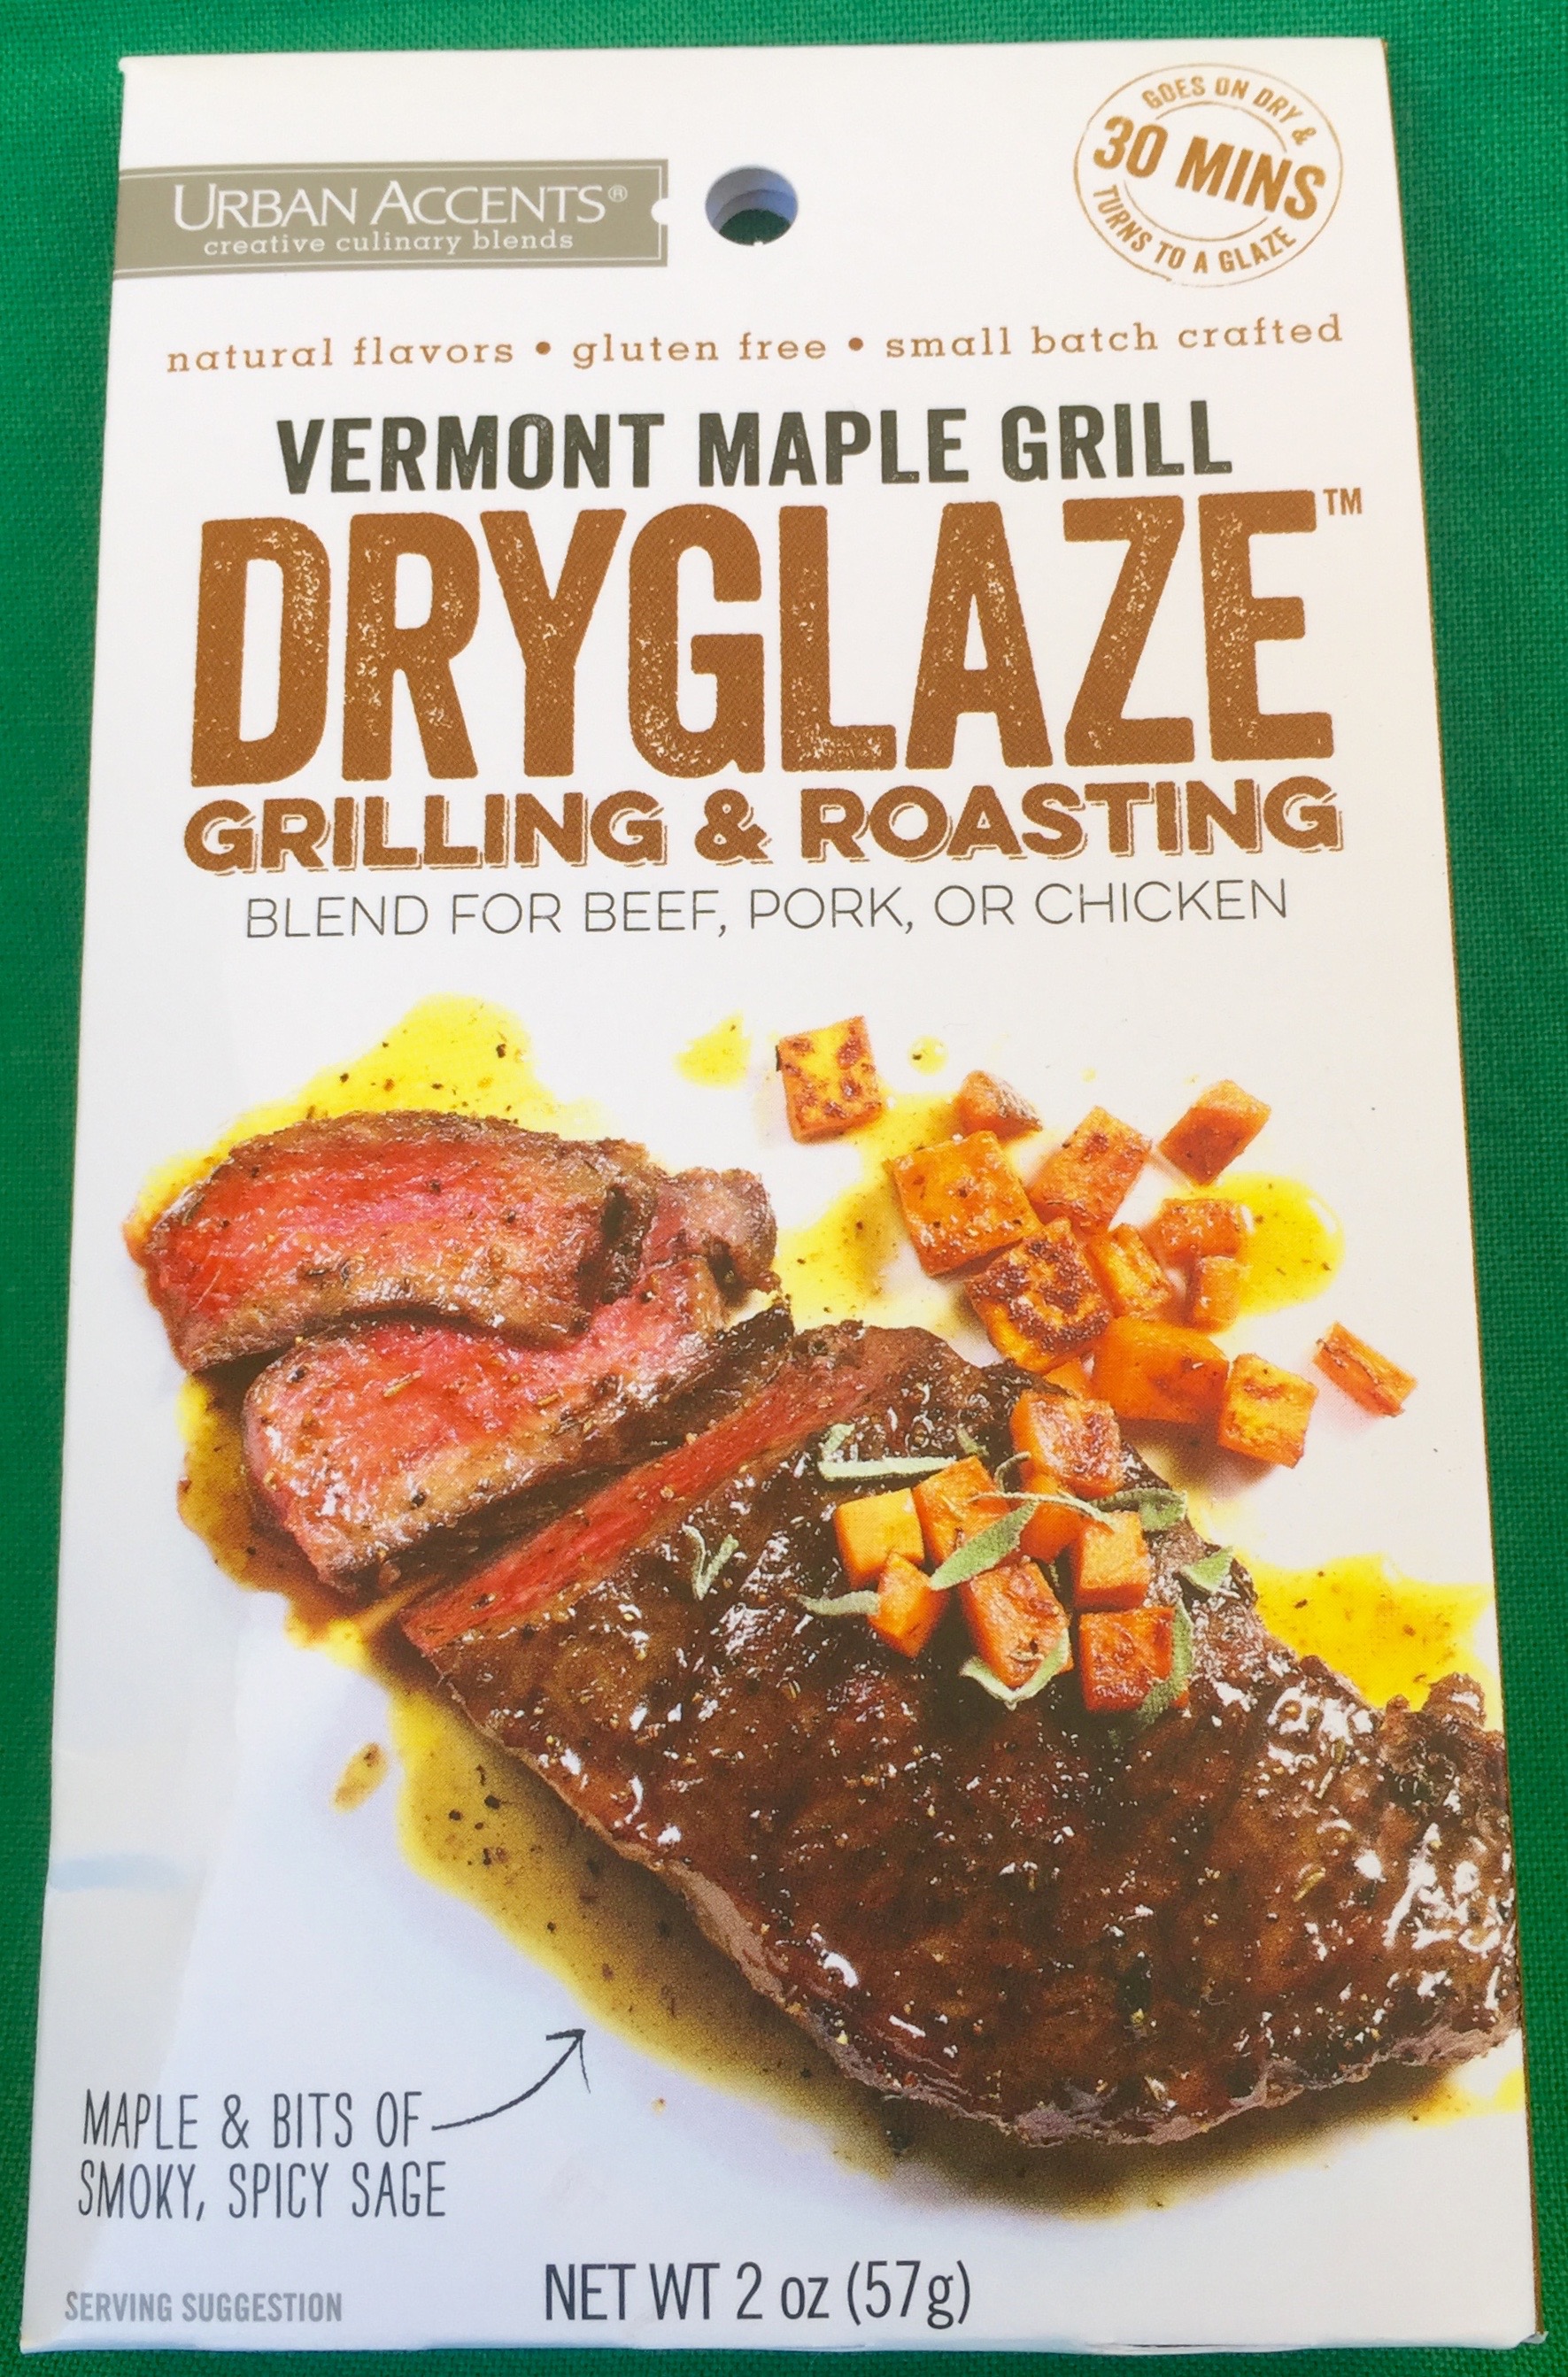 GOES ON DRY &
30 MINS
TURNS TO A GLAZE
URBAN ACCENTS®
creative culinary blends
natural flavors • gluten free • small batch crafted
VERMONT MAPLE GRILL
DRYGLAZE™
GRILLING & ROASTING
BLEND FOR BEEF, PORK, OR CHICKEN
MAPLE & BITS OF
SMOKY, SPICY SAGE
NET WT 2 oz (57g)
SERVING SUGGESTION